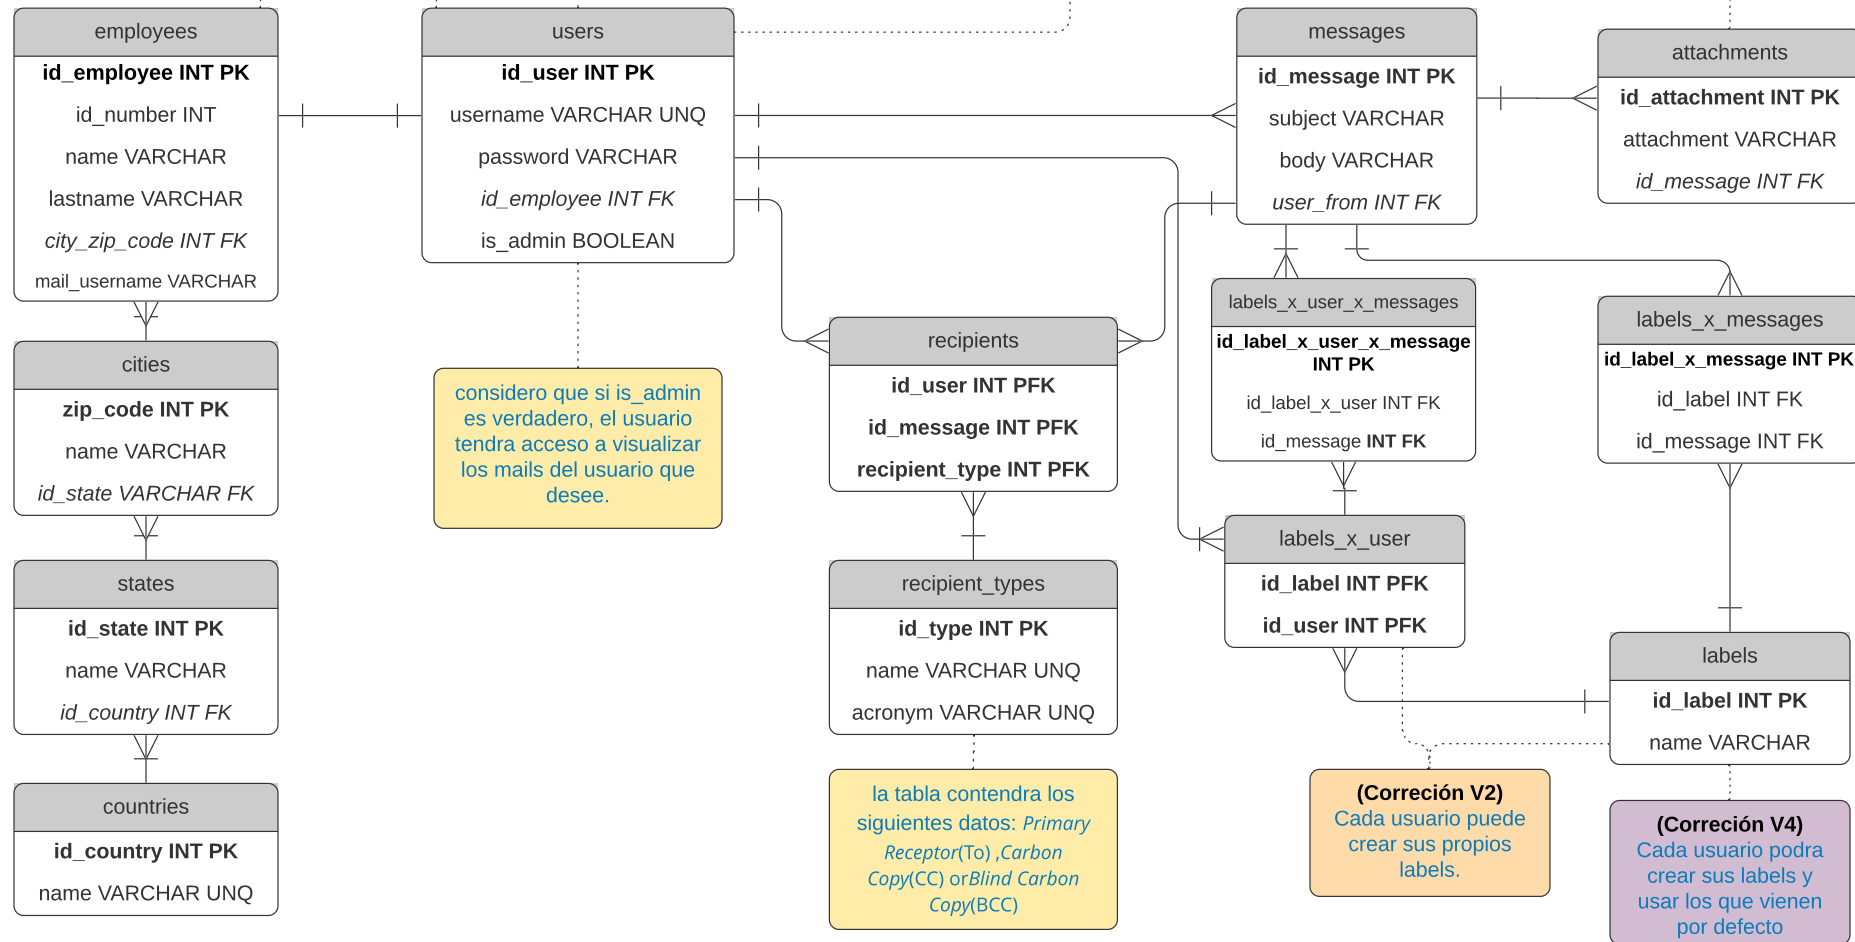 employees
id_employee INT PK
id_number INT
name VARCHAR
lastname VARCHAR
city_zip_code INT FK
mail_username VARCHAR
cities
zip_code INT PK
name VARCHAR
id_state VARCHAR FK
states
id_state INT PK
name VARCHAR
id_country INT FK
countries
id_country INT PK
name VARCHAR UNQ
users
id_user INT PK
username VARCHAR UNQ
password VARCHAR
id_employee INT FK
is_admin BOOLEAN
considero que si is_admin
es verdadero, el usuario
tendra acceso a visualizar
los mails del usuario que
desee.
recipients
id_user INT PFK
id_message INT PFK
recipient_type INT PFK
recipient_types
id_type INT PK
name VARCHAR UNQ
acronym VARCHAR UNQ
la tabla contendra los
siguientes datos: Primary
Receptor(To) ,Carbon
Copy(CC) orBlind Carbon
Copy(BCC)
messages
id_message INT PK
subject VARCHAR
body VARCHAR
user_from INT FK
labels_x_user_x_messages
id_label_x_user_x_message
INT PK
id_label_x_user INT FK
id_message INT FK
labels_x_user
id_label INT PFK
id_user INT PFK
(Correción V2)
Cada usuario puede
crear sus propios
labels.
attachments
id_attachment INT PK
attachment VARCHAR
id_message INT FK
labels_x_messages
id_label_x_message INT PK
id_label INT FK
id_message INT FK
labels
id_label INT PK
name VARCHAR
(Correción V4)
Cada usuario podra
crear sus labels y
usar los que vienen
por defecto